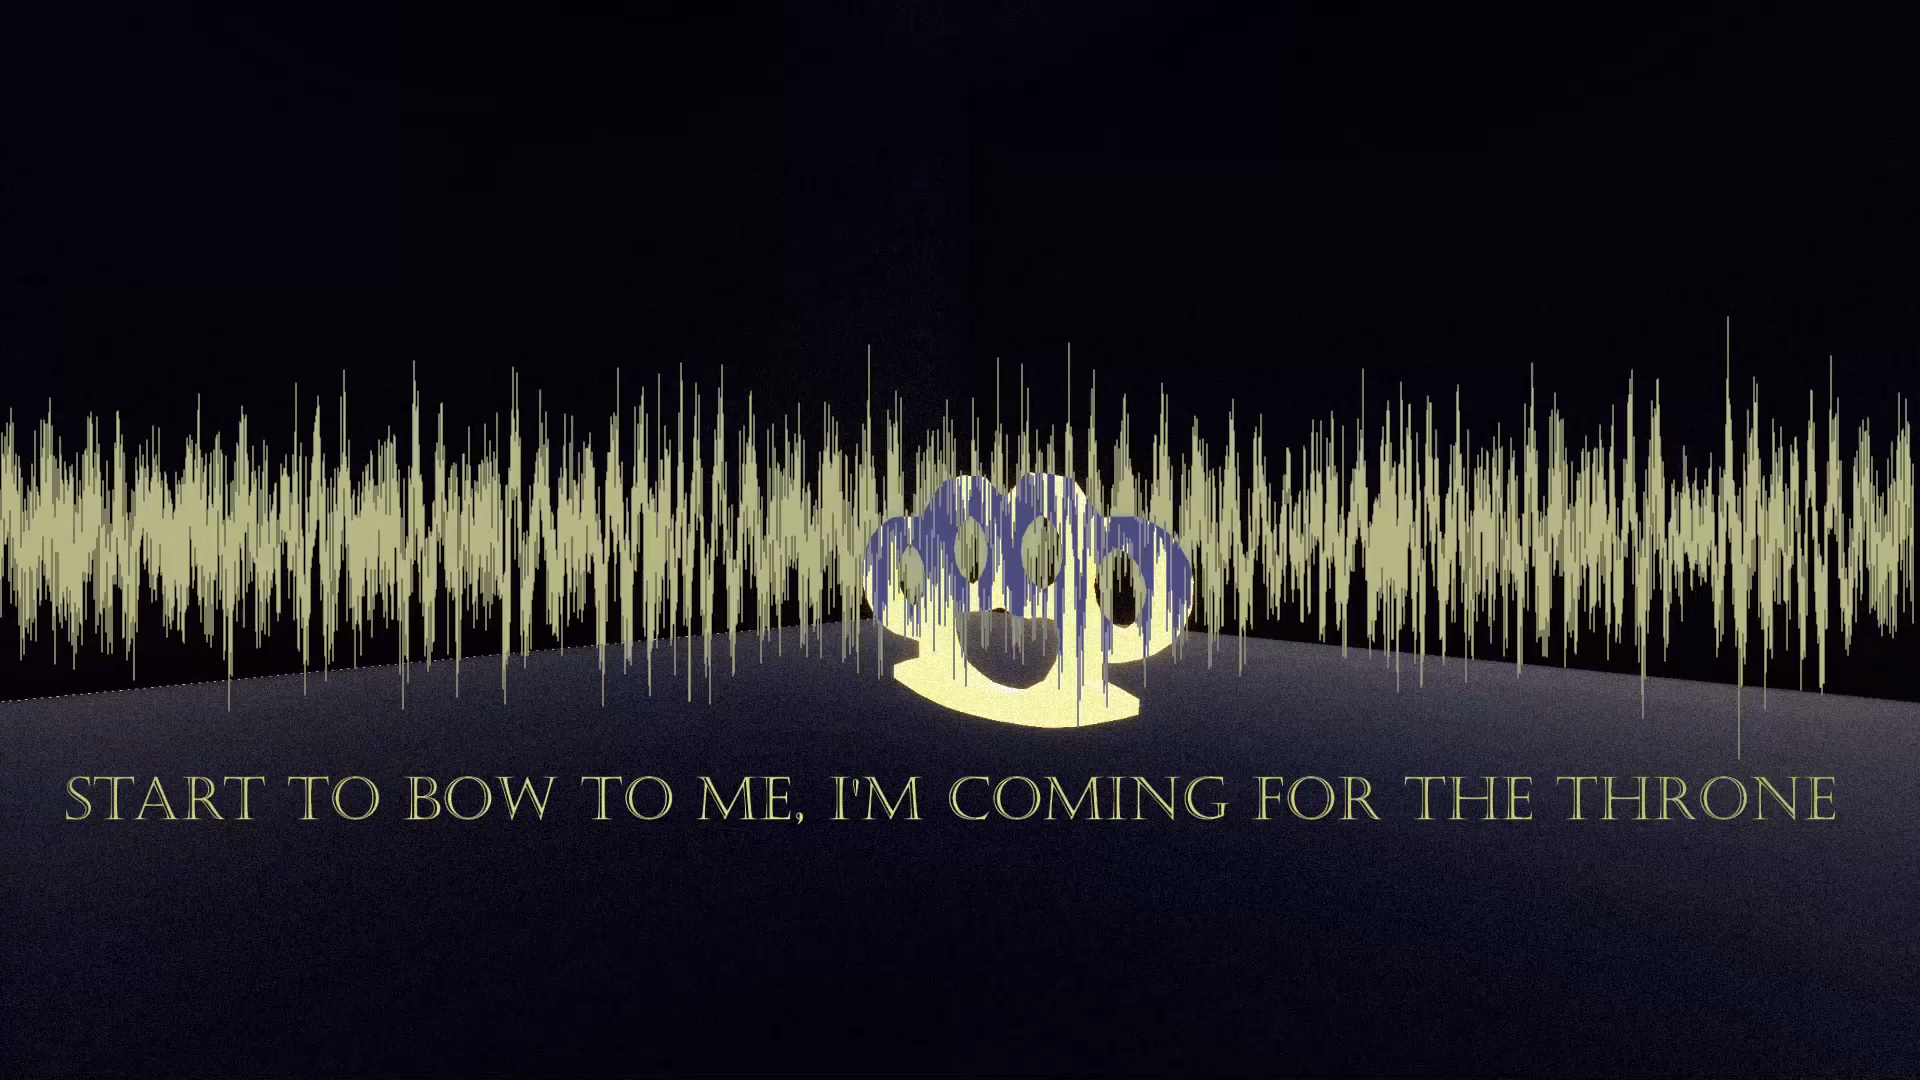 START TO BOW TO ME, I'M COMING FOR THE THRONE